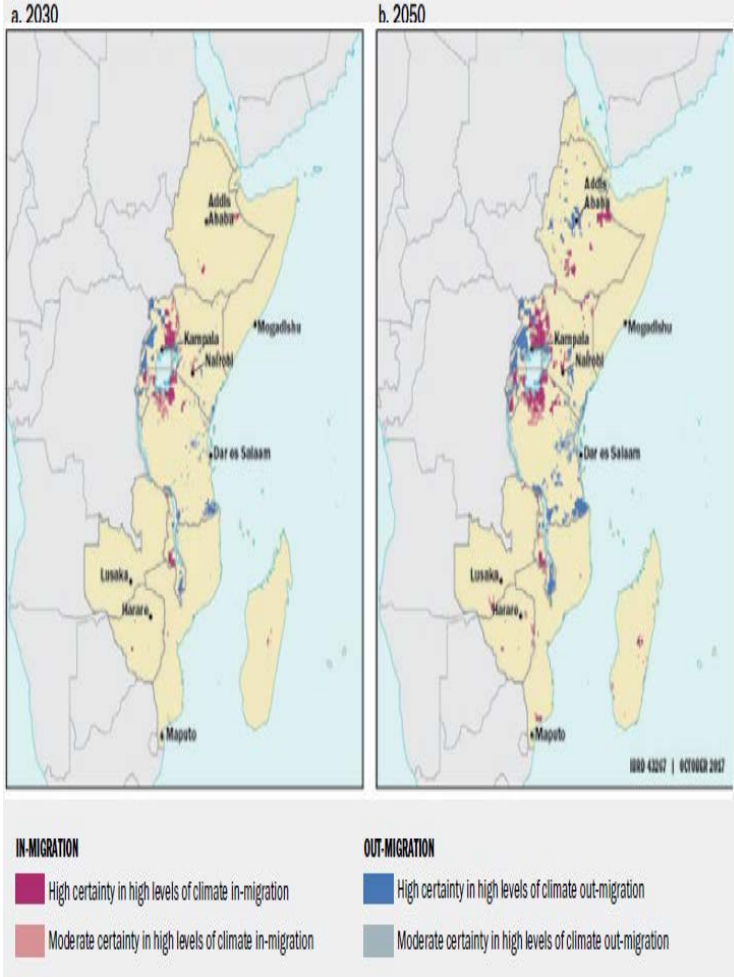 a. 2030
b. 2050
Addis
Ababa
Kampala
Nairobi
Mogadishu
Dar es Salaam
Lusaka
Harare
Maputo
Addis
Ababa
Kampala
Nairobi
Mogadishu
Dar es Salaam
Lusaka
Harare
Maputo
IBRD 43267 | OCTOBER 2017
IN-MIGRATION
High certainty in high levels of climate in-migration
Moderate certainty in high levels of climate in-migration
OUT-MIGRATION
High certainty in high levels of climate out-migration
Moderate certainty in high levels of climate out-migration